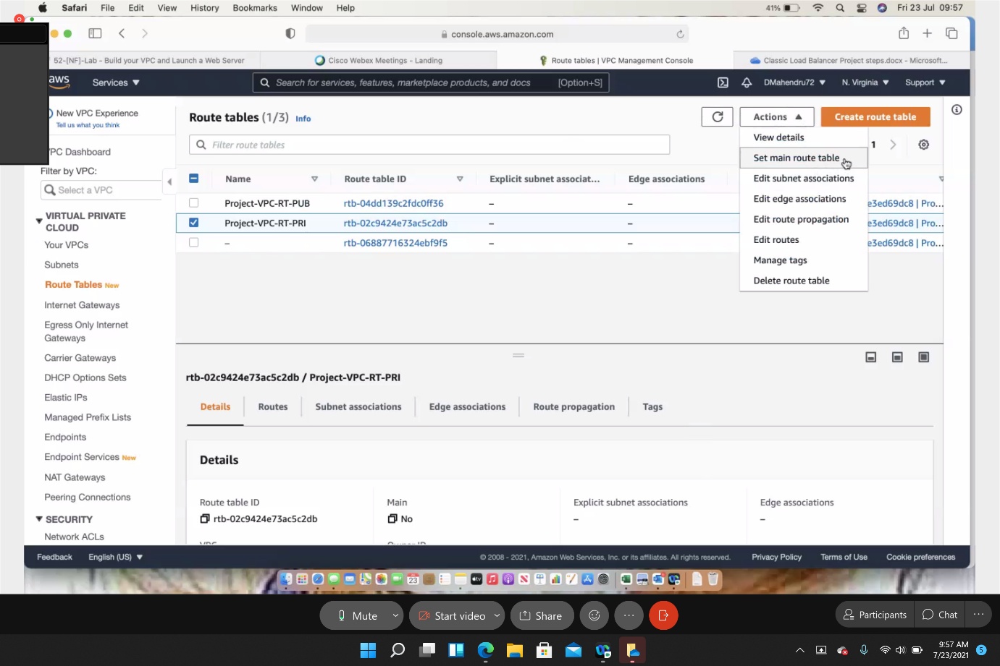 Safari File Edit View History Bookmarks Window Help 41% Fri 23 Jul 09:57
console.aws.amazon.com
52-[NF]-Lab - Build your VPC and Launch a Web Server Cisco Webex Meetings - Landing Route tables | VPC Management Console Classic Load Balancer Project steps.docx - Microsoft...
aws Services Search for services, features, marketplace products, and docs [Option+S] DMahendru72 N. Virginia Support
New VPC Experience
Tell us what you think
VPC Dashboard
Filter by VPC:
Select a VPC
VIRTUAL PRIVATE
CLOUD
Your VPCs
Subnets
Route Tables New
Internet Gateways
Egress Only Internet
Gateways
Carrier Gateways
DHCP Options Sets
Elastic IPs
Managed Prefix Lists
Endpoints
Endpoint Services New
NAT Gateways
Peering Connections
SECURITY
Network ACLs
Route tables (1/3) Info
Actions Create route table
Filter route tables
1
View details
Set main route table
Edit subnet associations
Edit edge associations
Edit route propagation
Edit routes
Manage tags
Delete route table
Name Route table ID Explicit subnet associat... Edge associations
Project-VPC-RT-PUB rtb-04dd139c2fdc0ff36 – – e3ed69dc8 | Pro...
Project-VPC-RT-PRI rtb-02c9424e73ac5c2db – – e3ed69dc8 | Pro...
– rtb-06887716324ebf9f5 – – e3ed69dc8 | Pro...
rtb-02c9424e73ac5c2db / Project-VPC-RT-PRI
Details Routes Subnet associations Edge associations Route propagation Tags
Details
Route table ID Main Explicit subnet associations Edge associations
rtb-02c9424e73ac5c2db No – –
VPC Owner ID
Feedback English (US) © 2008 - 2021, Amazon Web Services, Inc. or its affiliates. All rights reserved. Privacy Policy Terms of Use Cookie preferences
23
tv
Mute Start video Share Participants Chat
9:57 AM
7/23/2021 5